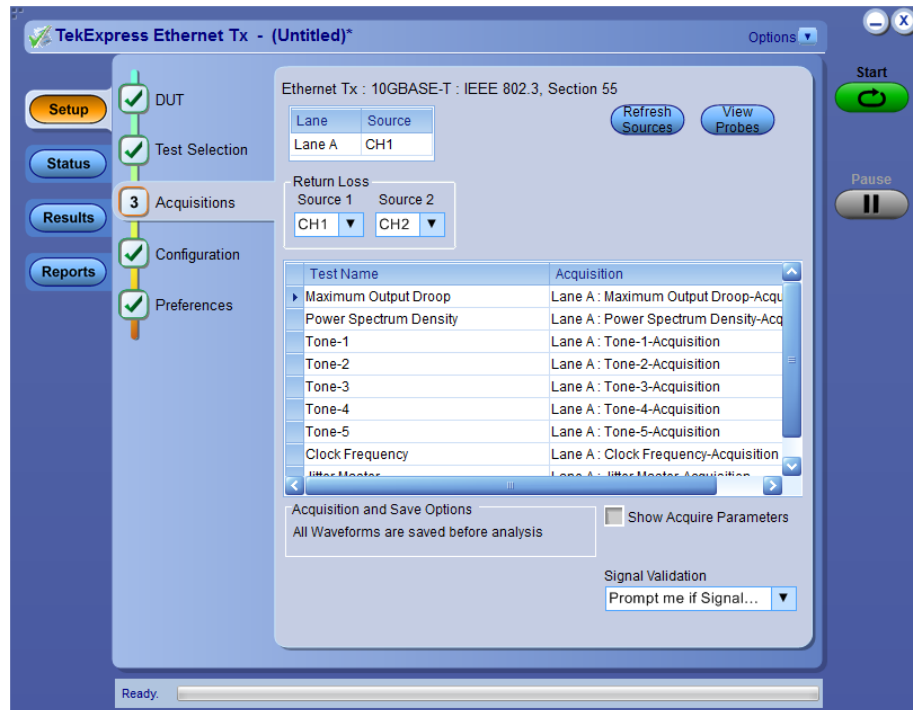 TekExpress Ethernet Tx - (Untitled)*
Options
Start
Pause
Setup
Status
Results
Reports
DUT
Test Selection
3 Acquisitions
Configuration
Preferences
Ethernet Tx : 10GBASE-T : IEEE 802.3, Section 55
Lane Source
Lane A CH1
Refresh Sources
View Probes
Return Loss
Source 1 Source 2
CH1 CH2
Test Name Acquisition
Maximum Output Droop Lane A : Maximum Output Droop-Acqu
Power Spectrum Density Lane A : Power Spectrum Density-Acq
Tone-1 Lane A : Tone-1-Acquisition
Tone-2 Lane A : Tone-2-Acquisition
Tone-3 Lane A : Tone-3-Acquisition
Tone-4 Lane A : Tone-4-Acquisition
Tone-5 Lane A : Tone-5-Acquisition
Clock Frequency Lane A : Clock Frequency-Acquisition
Jitter Master Lane A : Jitter Master-Acquisition
Acquisition and Save Options
All Waveforms are saved before analysis
Show Acquire Parameters
Signal Validation
Prompt me if Signal...
Ready.